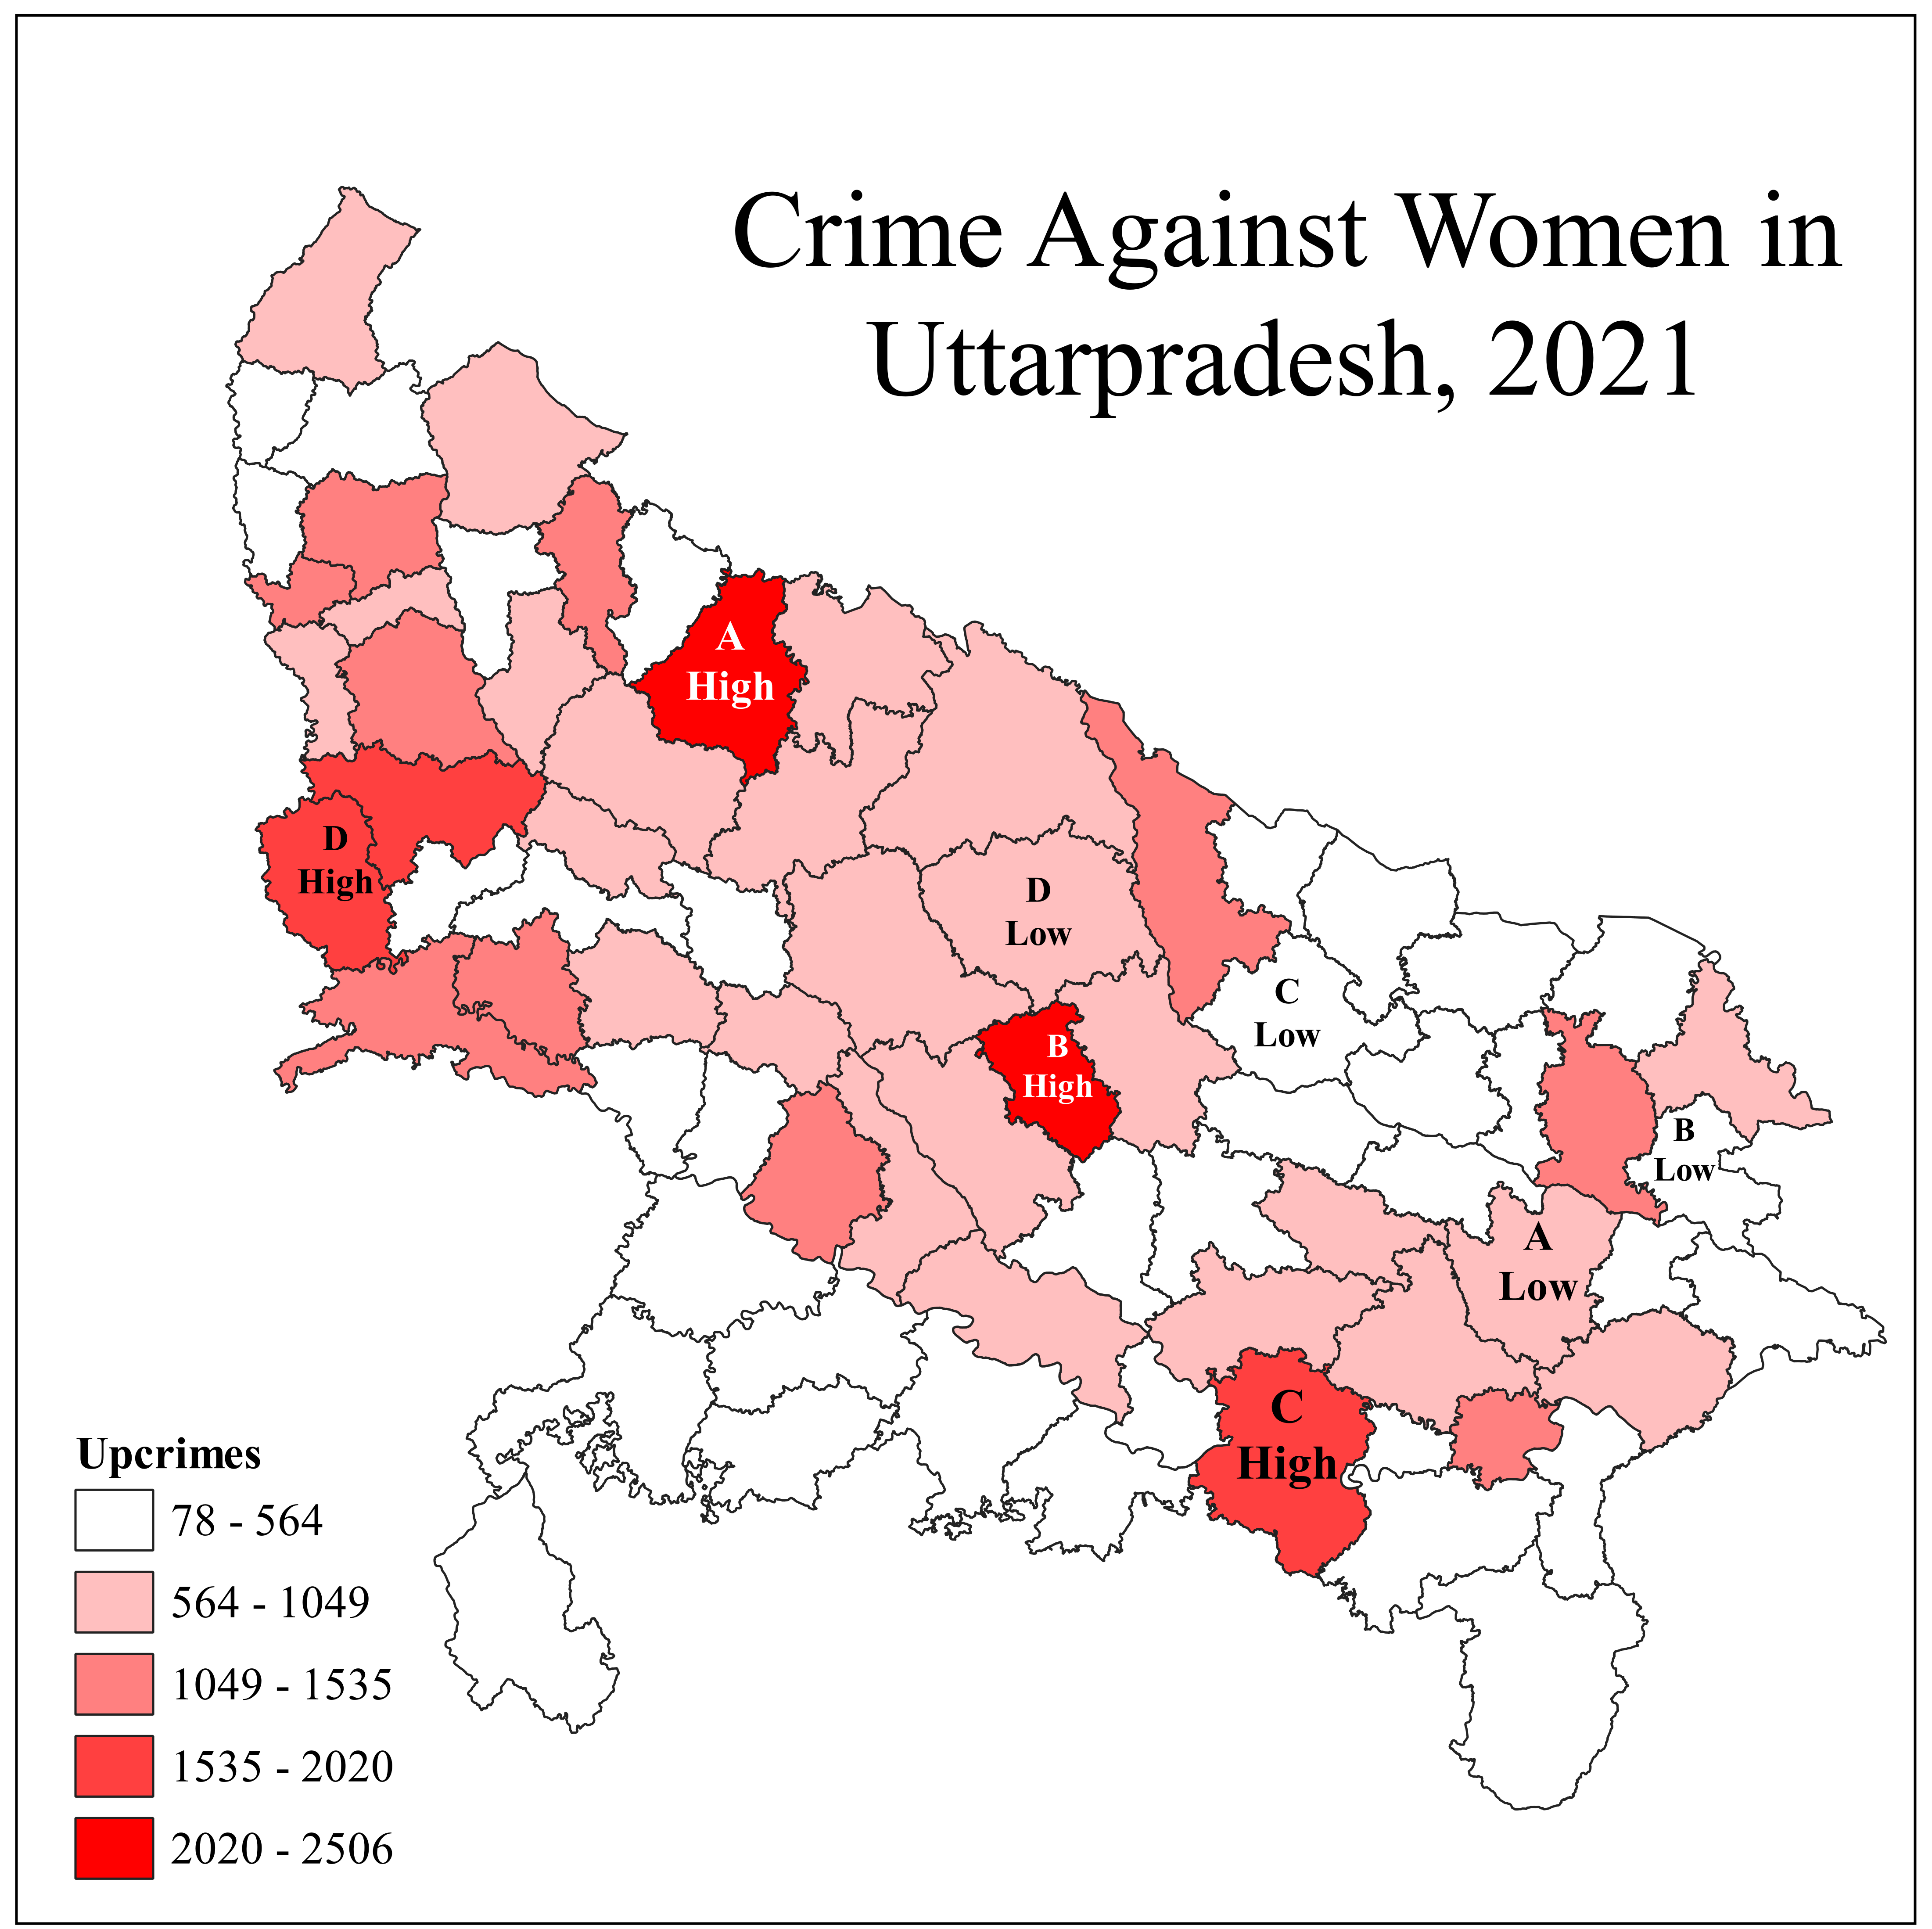 Crime Against Women in
Uttarpradesh, 2021
A
High
D
High
D
Low
C
Low
B
High
B
Low
A
Low
C
High
Upcrimes
78 - 564
564 - 1049
1049 - 1535
1535 - 2020
2020 - 2506